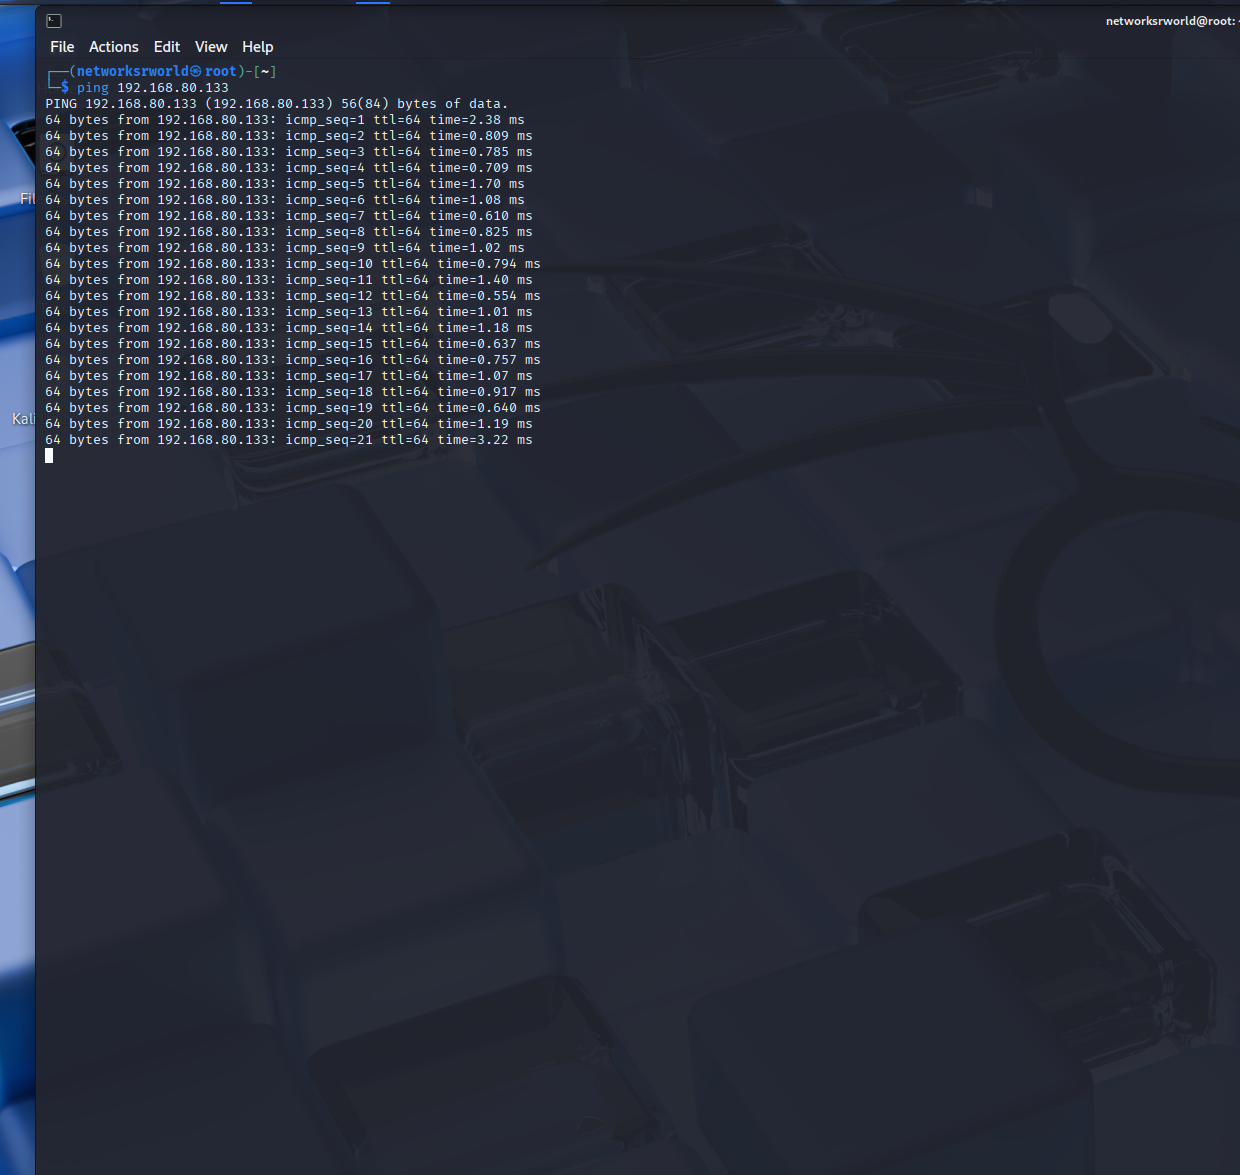 networksrworld@root:
File Actions Edit View Help
┌──(networksrworld㉿root)-[~]
└─$ ping 192.168.80.133
PING 192.168.80.133 (192.168.80.133) 56(84) bytes of data.
64 bytes from 192.168.80.133: icmp_seq=1 ttl=64 time=2.38 ms
64 bytes from 192.168.80.133: icmp_seq=2 ttl=64 time=0.809 ms
64 bytes from 192.168.80.133: icmp_seq=3 ttl=64 time=0.785 ms
64 bytes from 192.168.80.133: icmp_seq=4 ttl=64 time=0.709 ms
64 bytes from 192.168.80.133: icmp_seq=5 ttl=64 time=1.70 ms
64 bytes from 192.168.80.133: icmp_seq=6 ttl=64 time=1.08 ms
64 bytes from 192.168.80.133: icmp_seq=7 ttl=64 time=0.610 ms
64 bytes from 192.168.80.133: icmp_seq=8 ttl=64 time=0.825 ms
64 bytes from 192.168.80.133: icmp_seq=9 ttl=64 time=1.02 ms
64 bytes from 192.168.80.133: icmp_seq=10 ttl=64 time=0.794 ms
64 bytes from 192.168.80.133: icmp_seq=11 ttl=64 time=1.40 ms
64 bytes from 192.168.80.133: icmp_seq=12 ttl=64 time=0.554 ms
64 bytes from 192.168.80.133: icmp_seq=13 ttl=64 time=1.01 ms
64 bytes from 192.168.80.133: icmp_seq=14 ttl=64 time=1.18 ms
64 bytes from 192.168.80.133: icmp_seq=15 ttl=64 time=0.637 ms
64 bytes from 192.168.80.133: icmp_seq=16 ttl=64 time=0.757 ms
64 bytes from 192.168.80.133: icmp_seq=17 ttl=64 time=1.07 ms
64 bytes from 192.168.80.133: icmp_seq=18 ttl=64 time=0.917 ms
64 bytes from 192.168.80.133: icmp_seq=19 ttl=64 time=0.640 ms
64 bytes from 192.168.80.133: icmp_seq=20 ttl=64 time=1.19 ms
64 bytes from 192.168.80.133: icmp_seq=21 ttl=64 time=3.22 ms
Fil
Kali